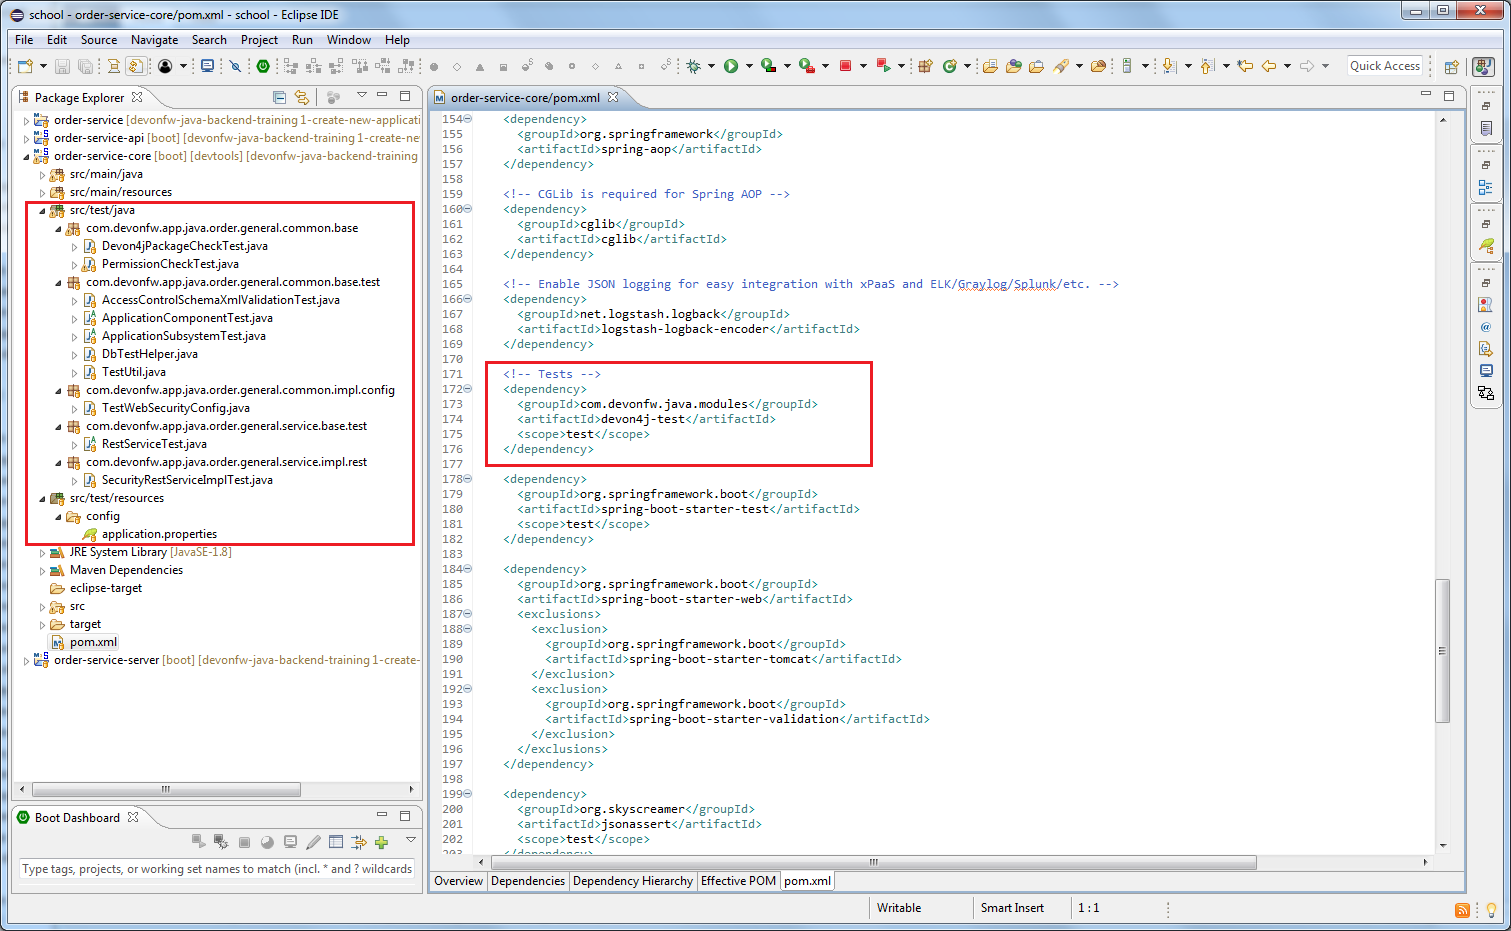 school - order-service-core/pom.xml - school - Eclipse IDE
File Edit Source Navigate Search Project Run Window Help
Quick Access
Package Explorer
order-service [devonfw-java-backend-training 1-create-new-applicati
order-service-api [boot] [devonfw-java-backend-training 1-create-ne
order-service-core [boot] [devtools] [devonfw-java-backend-training
src/main/java
src/main/resources
src/test/java
com.devonfw.app.java.order.general.common.base
Devon4jPackageCheckTest.java
PermissionCheckTest.java
com.devonfw.app.java.order.general.common.base.test
AccessControlSchemaXmlValidationTest.java
ApplicationComponentTest.java
ApplicationSubsystemTest.java
DbTestHelper.java
TestUtil.java
com.devonfw.app.java.order.general.common.impl.config
TestWebSecurityConfig.java
com.devonfw.app.java.order.general.service.base.test
RestServiceTest.java
com.devonfw.app.java.order.general.service.impl.rest
SecurityRestServiceImplTest.java
src/test/resources
config
application.properties
JRE System Library [JavaSE-1.8]
Maven Dependencies
eclipse-target
src
target
pom.xml
order-service-server [boot] [devonfw-java-backend-training 1-create-
Boot Dashboard
Type tags, projects, or working set names to match (incl. * and ? wildcards
order-service-core/pom.xml
154 <dependency>
155 <groupId>org.springframework</groupId>
156 <artifactId>spring-aop</artifactId>
157 </dependency>
158
159 <!-- CGLib is required for Spring AOP -->
160 <dependency>
161 <groupId>cglib</groupId>
162 <artifactId>cglib</artifactId>
163 </dependency>
164
165 <!-- Enable JSON logging for easy integration with xPaaS and ELK/Graylog/Splunk/etc. -->
166 <dependency>
167 <groupId>net.logstash.logback</groupId>
168 <artifactId>logstash-logback-encoder</artifactId>
169 </dependency>
170
171 <!-- Tests -->
172 <dependency>
173 <groupId>com.devonfw.java.modules</groupId>
174 <artifactId>devon4j-test</artifactId>
175 <scope>test</scope>
176 </dependency>
177
178 <dependency>
179 <groupId>org.springframework.boot</groupId>
180 <artifactId>spring-boot-starter-test</artifactId>
181 <scope>test</scope>
182 </dependency>
183
184 <dependency>
185 <groupId>org.springframework.boot</groupId>
186 <artifactId>spring-boot-starter-web</artifactId>
187 <exclusions>
188 <exclusion>
189 <groupId>org.springframework.boot</groupId>
190 <artifactId>spring-boot-starter-tomcat</artifactId>
191 </exclusion>
192 <exclusion>
193 <groupId>org.springframework.boot</groupId>
194 <artifactId>spring-boot-starter-validation</artifactId>
195 </exclusion>
196 </exclusions>
197 </dependency>
198
199 <dependency>
200 <groupId>org.skyscreamer</groupId>
201 <artifactId>jsonassert</artifactId>
202 <scope>test</scope>
203 </dependency>
Overview Dependencies Dependency Hierarchy Effective POM pom.xml
Writable Smart Insert 1 : 1